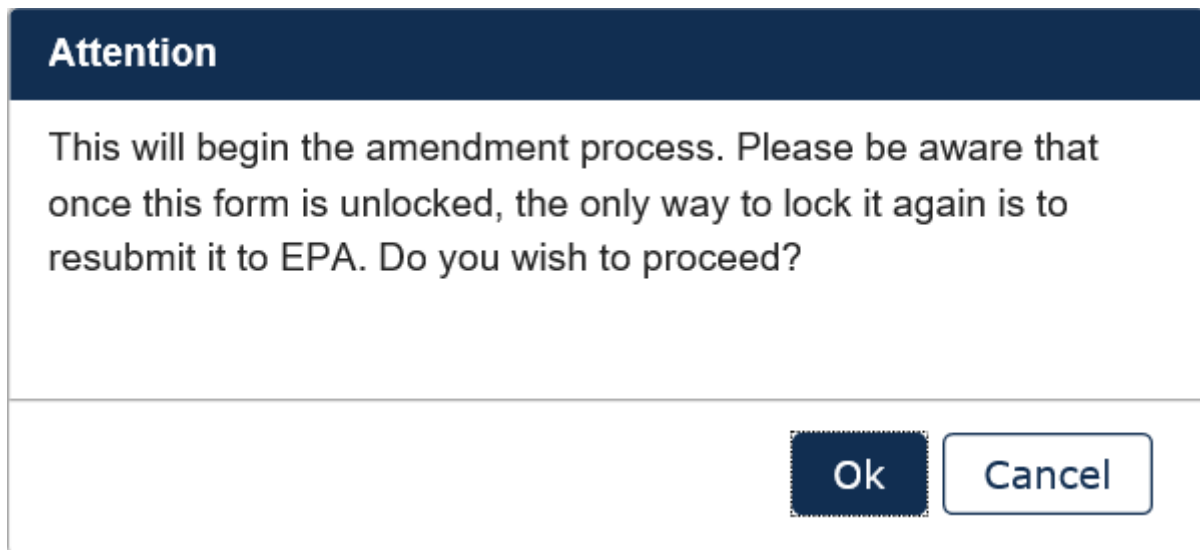 Attention
This will begin the amendment process. Please be aware that
once this form is unlocked, the only way to lock it again is to
resubmit it to EPA. Do you wish to proceed?
Ok
Cancel